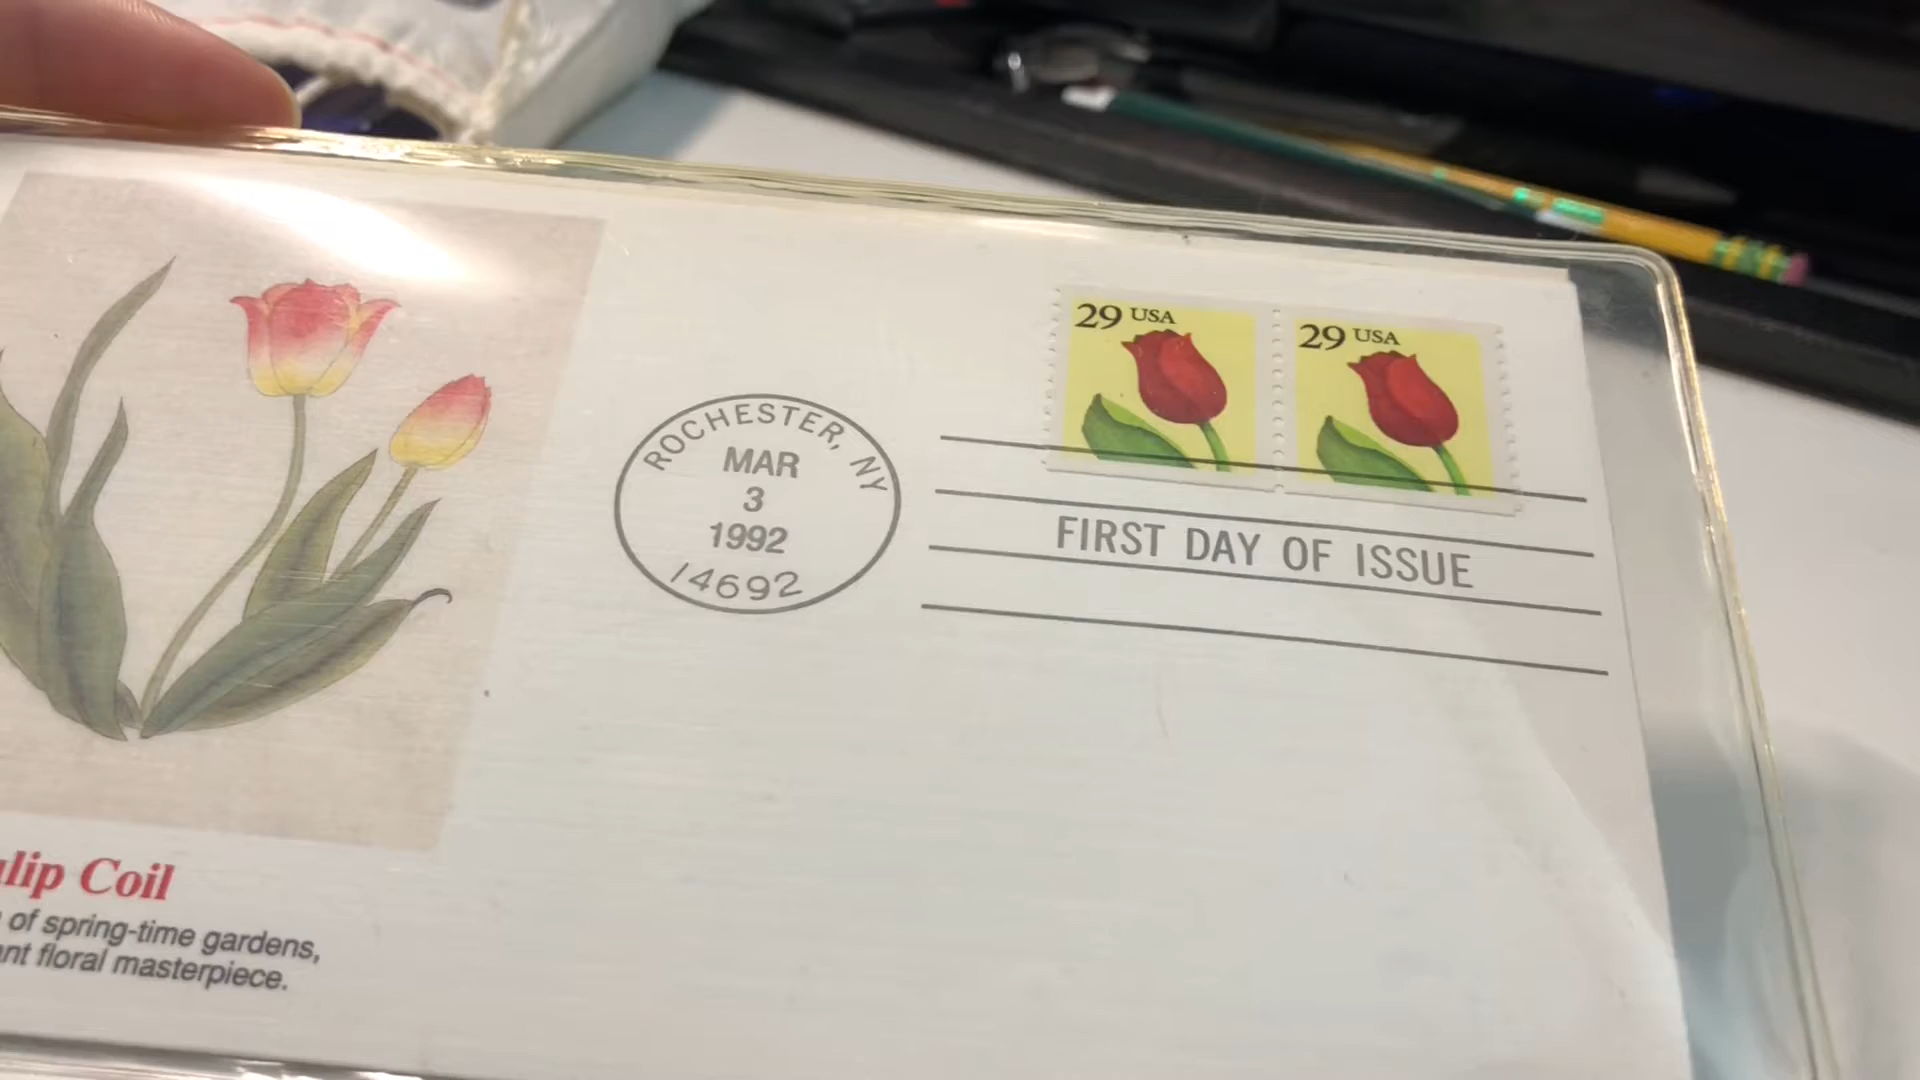 29 USA
29 USA
ROCHESTER, NY
MAR
3
1992
14692
FIRST DAY OF ISSUE
lip Coil
of spring-time gardens,
nt floral masterpiece.